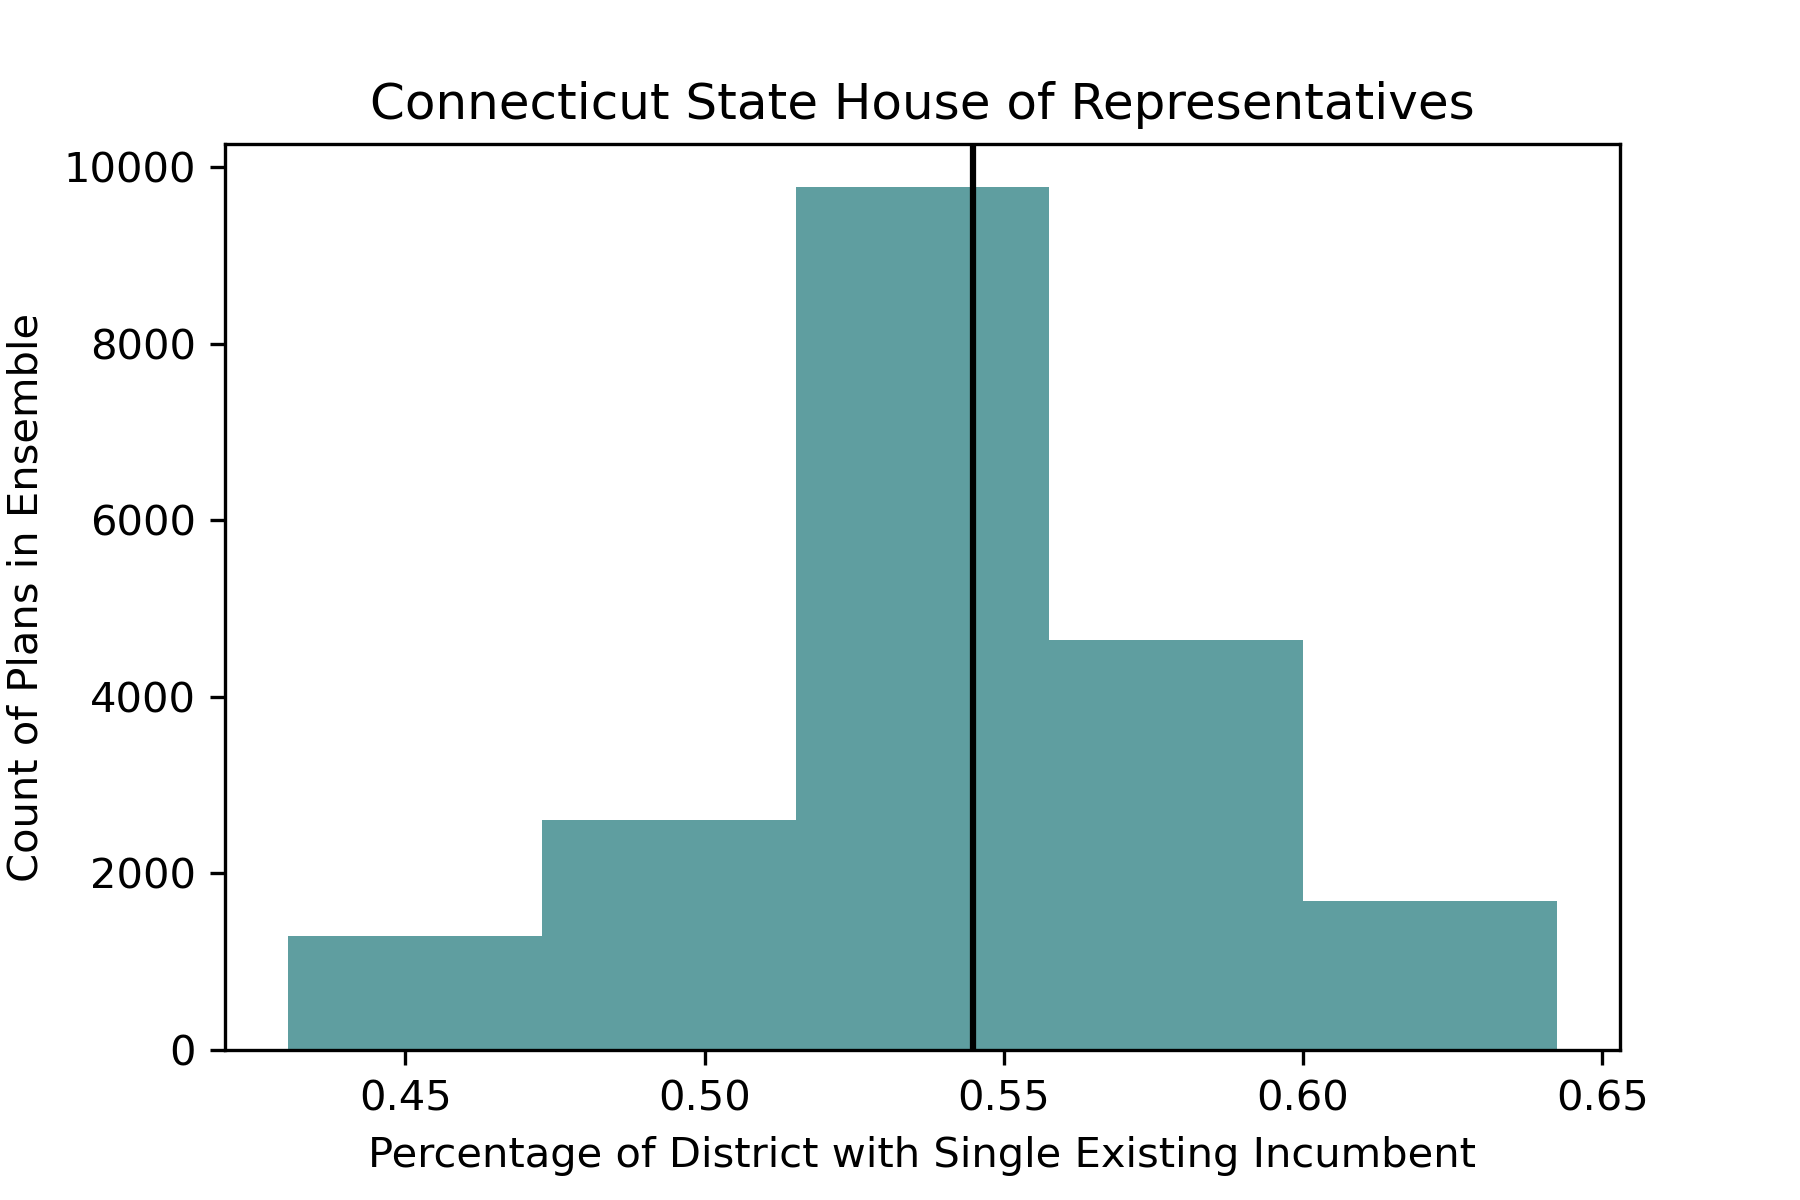 Connecticut State House of Representatives
10000
8000
6000
4000
2000
0
Count of Plans in Ensemble
0.45 0.50 0.55 0.60 0.65
Percentage of District with Single Existing Incumbent